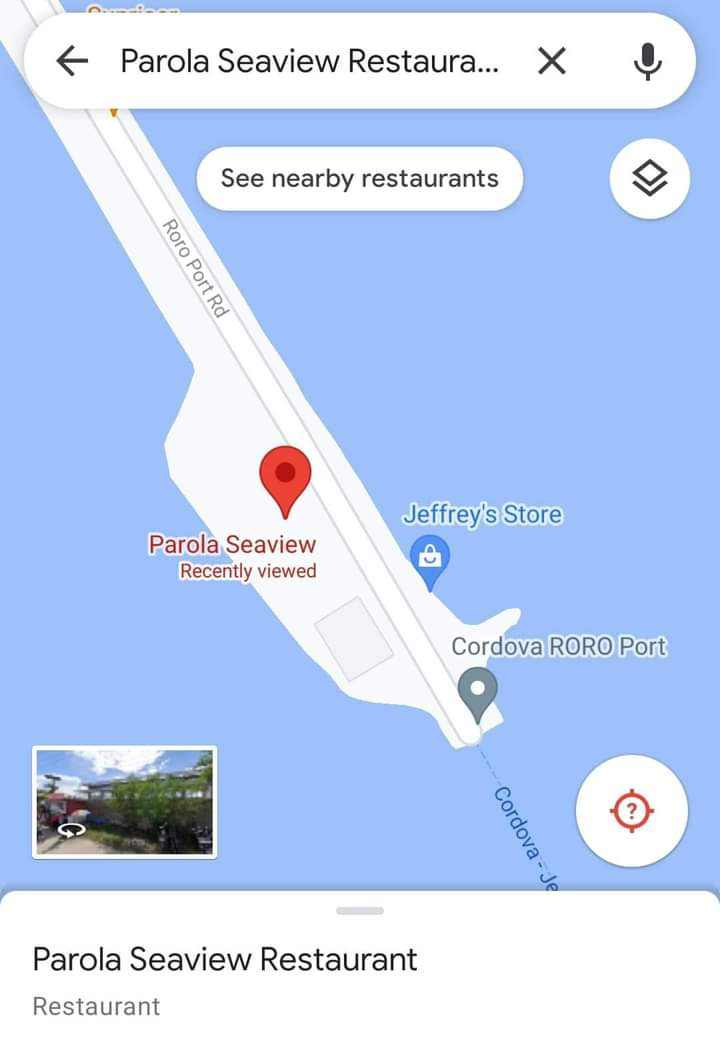 Parola Seaview Restaura...
See nearby restaurants
Roro Port Rd
Jeffrey's Store
Parola Seaview
Recently viewed
Cordova RORO Port
?
Cordova - Je
Parola Seaview Restaurant
Restaurant